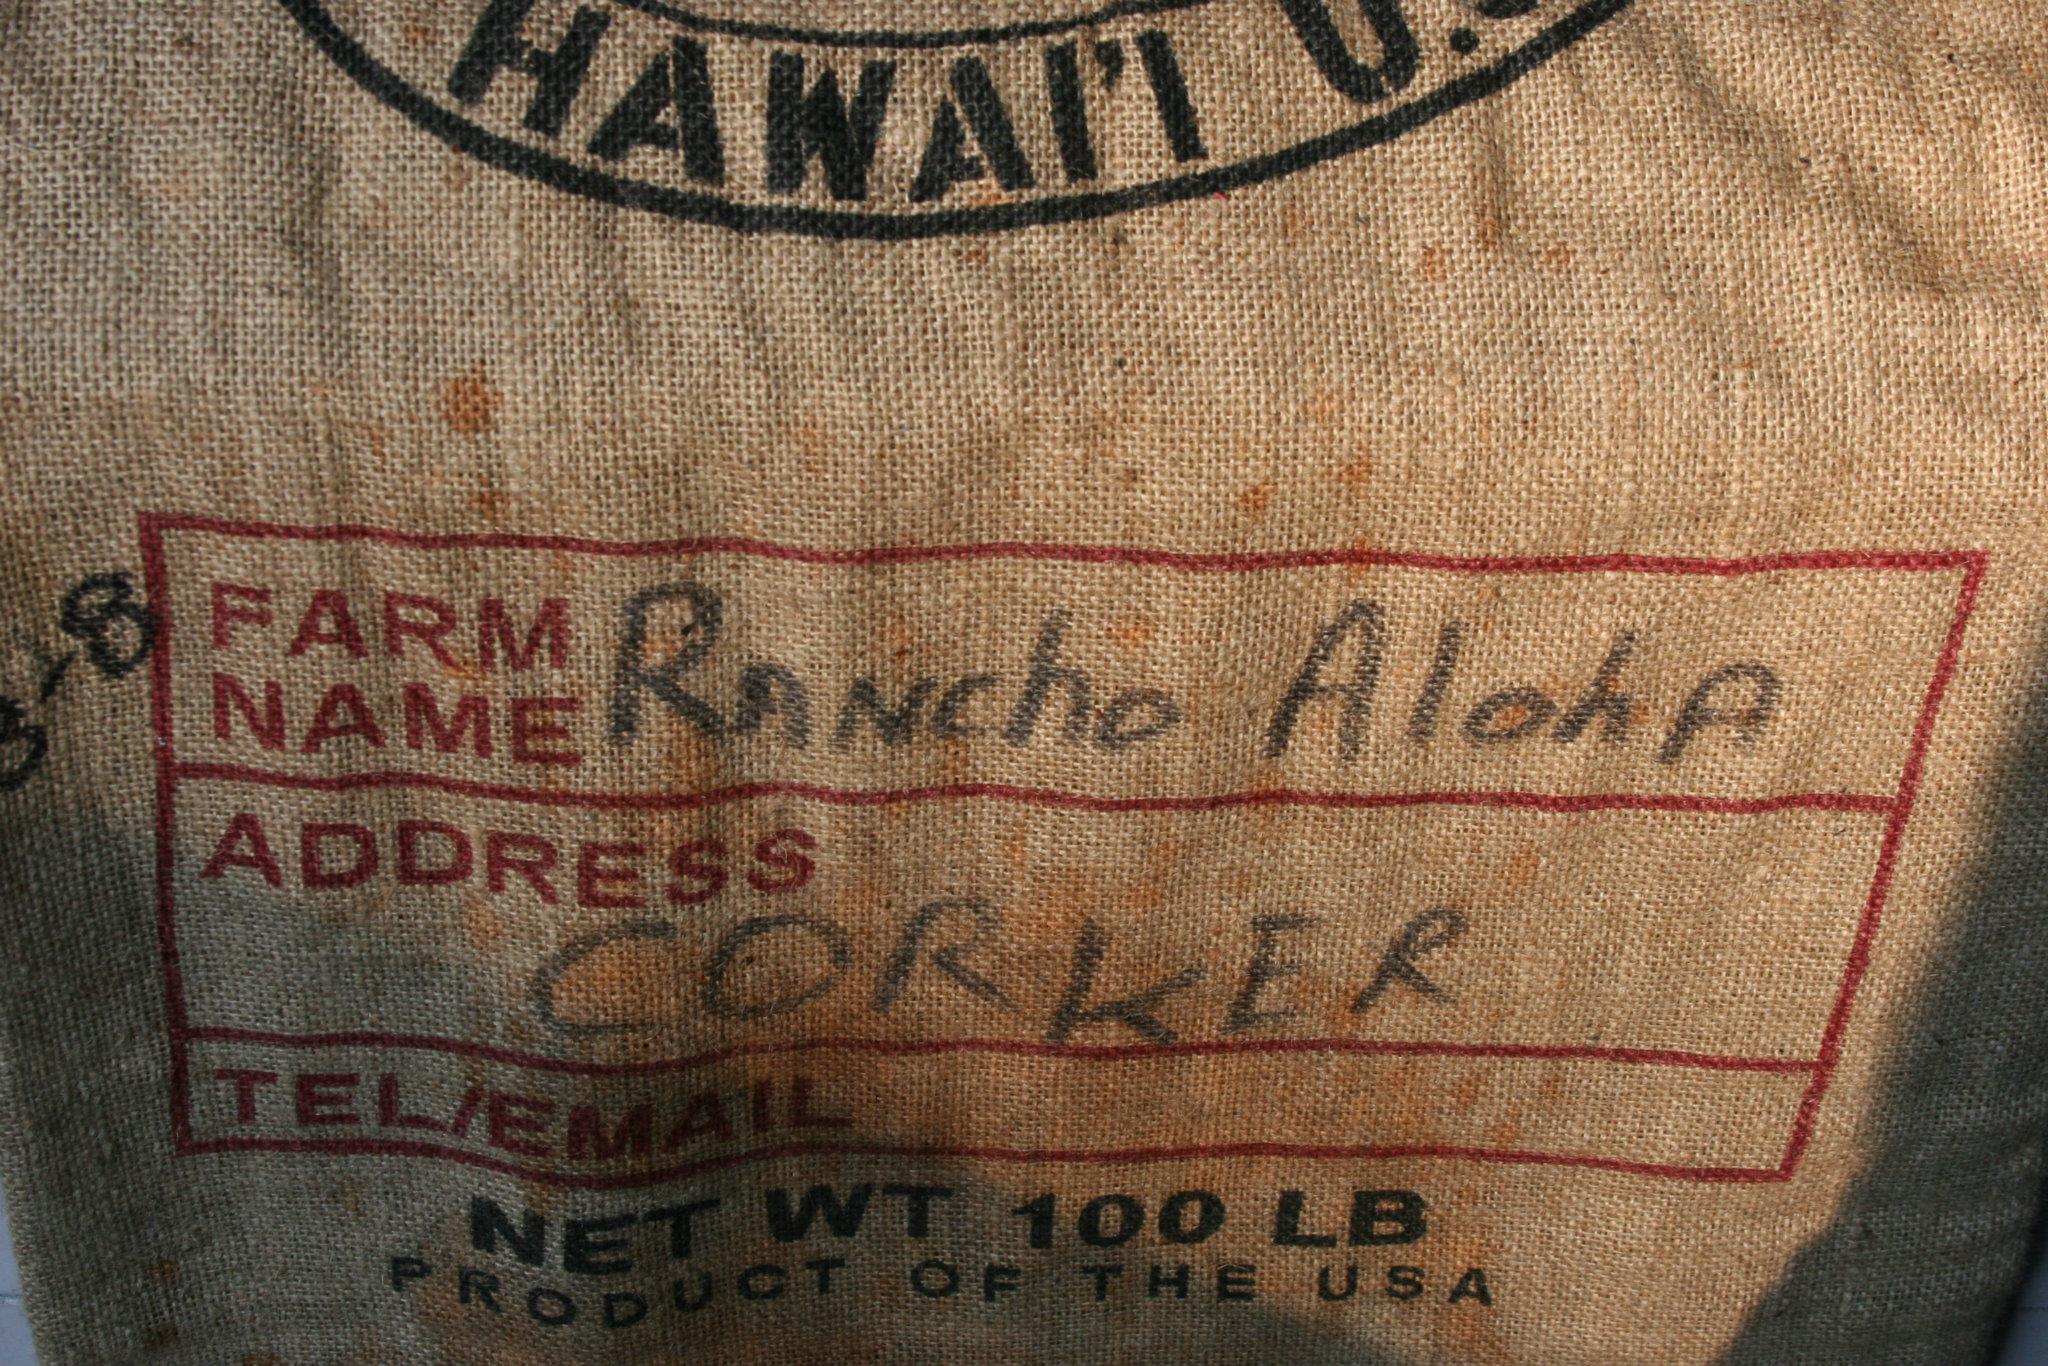 HAWAI'I U.
FARM NAME Rancho Aloha
ADDRESS
CORKER
TEL/EMAIL
NET WT 100 LB
PRODUCT OF THE USA